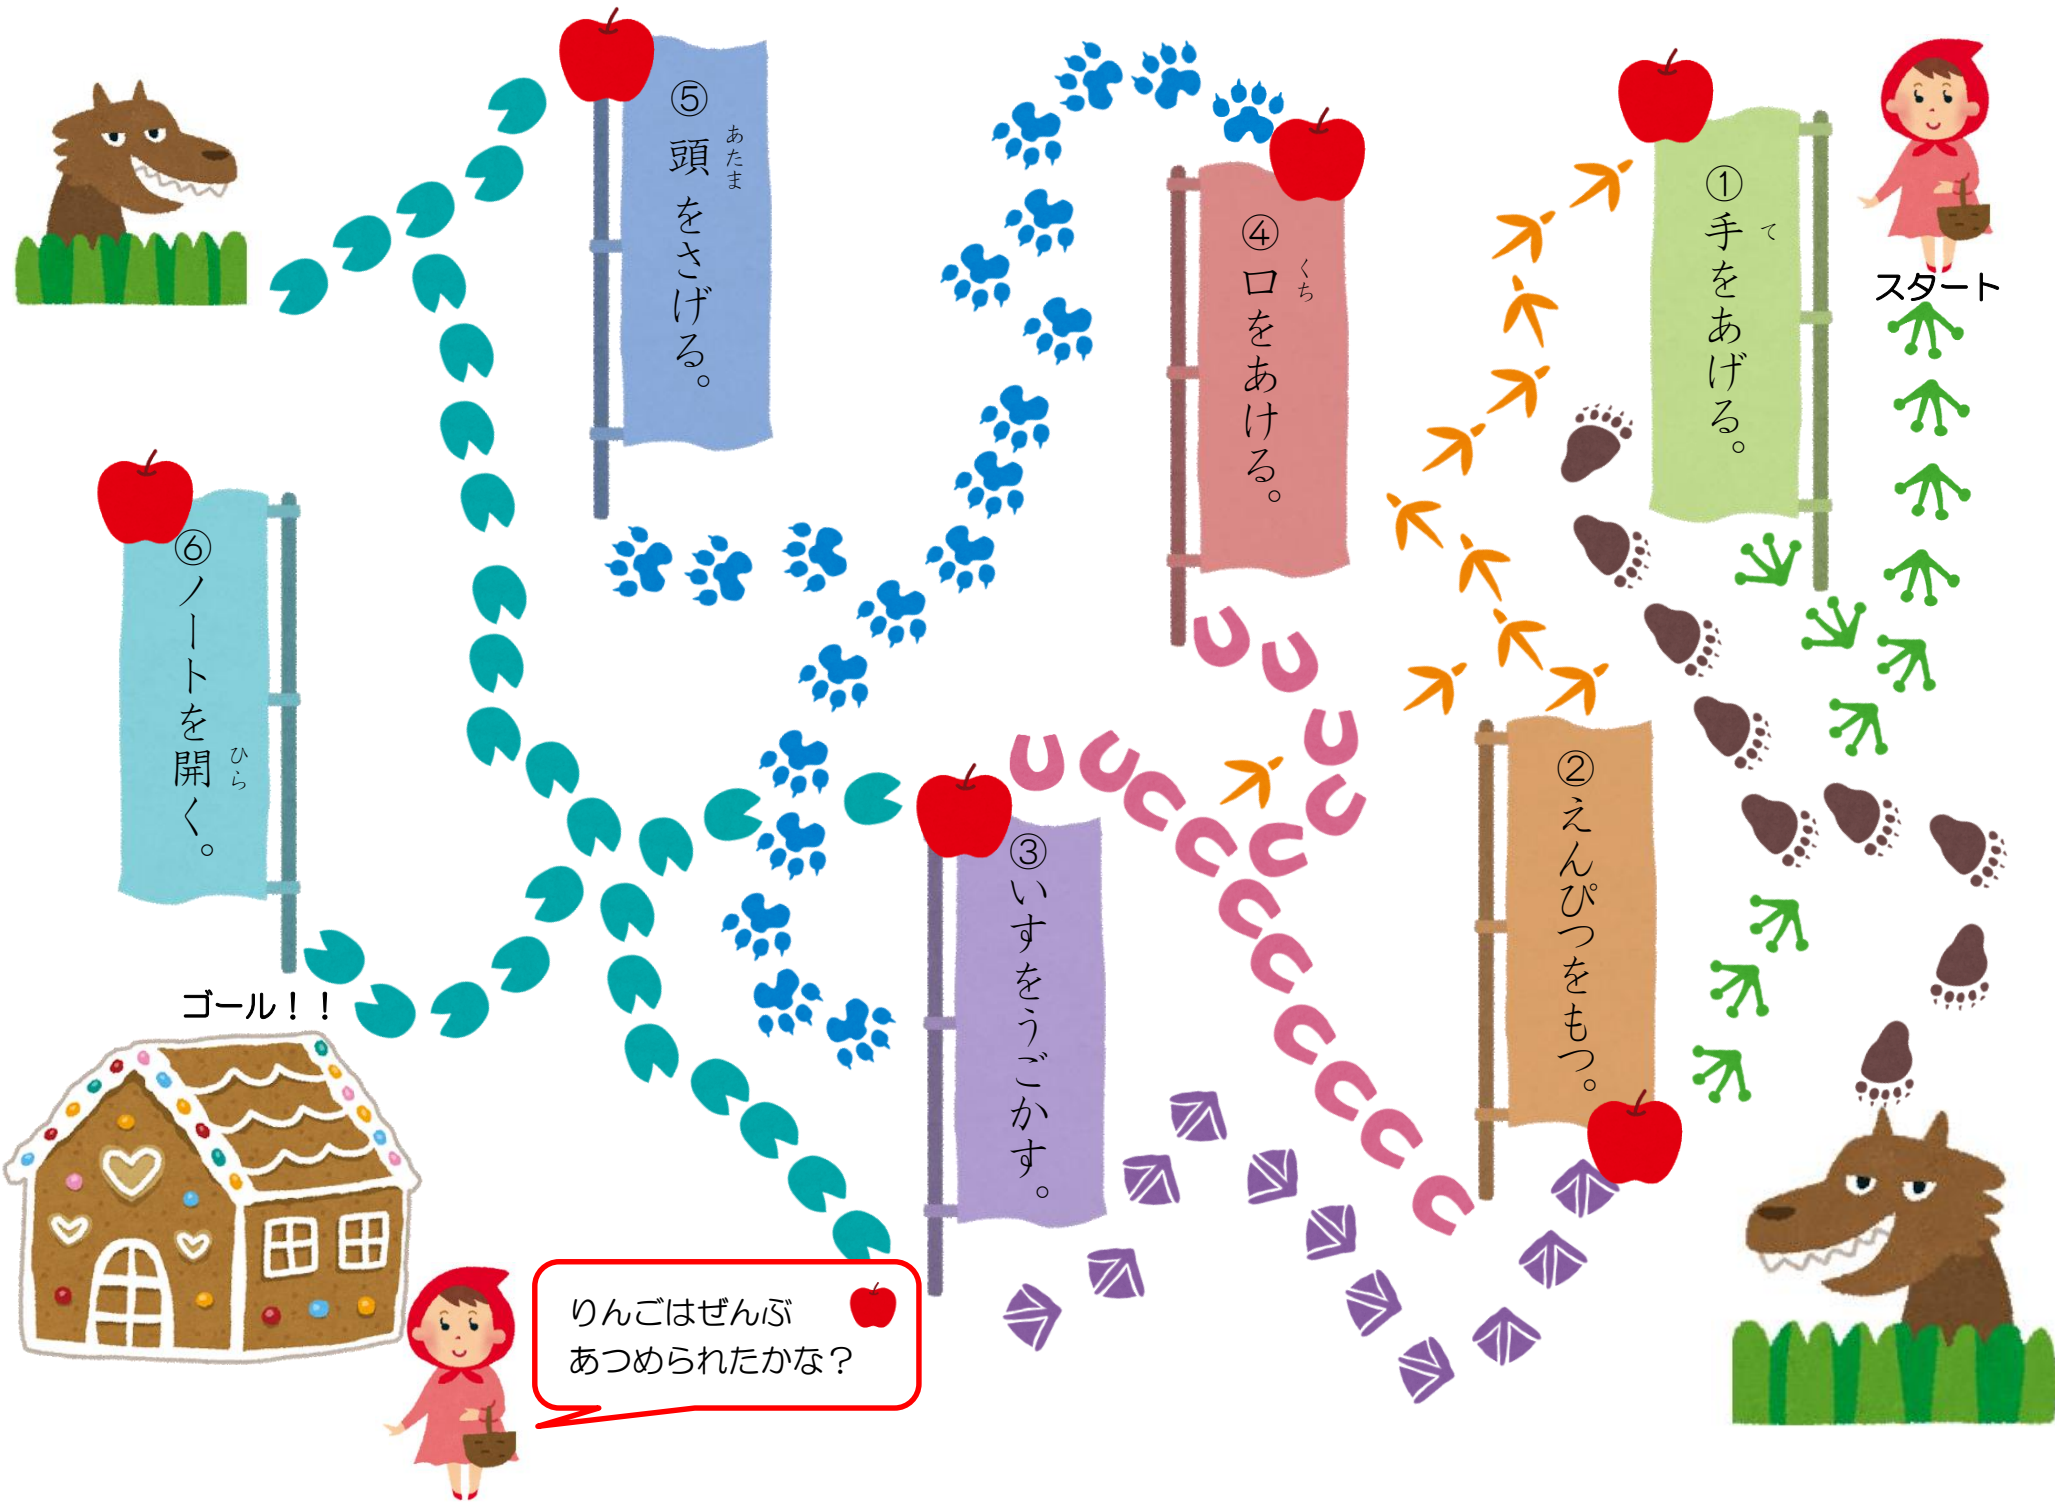 スタート
①手をあげる。
て
②えんぴつをもつ。
③いすをうごかす。
④口をあける。
くち
⑤頭をさげる。
あたま
⑥ノートを開く。
ひら
ゴール！！
りんごはぜんぶ
あつめられたかな？